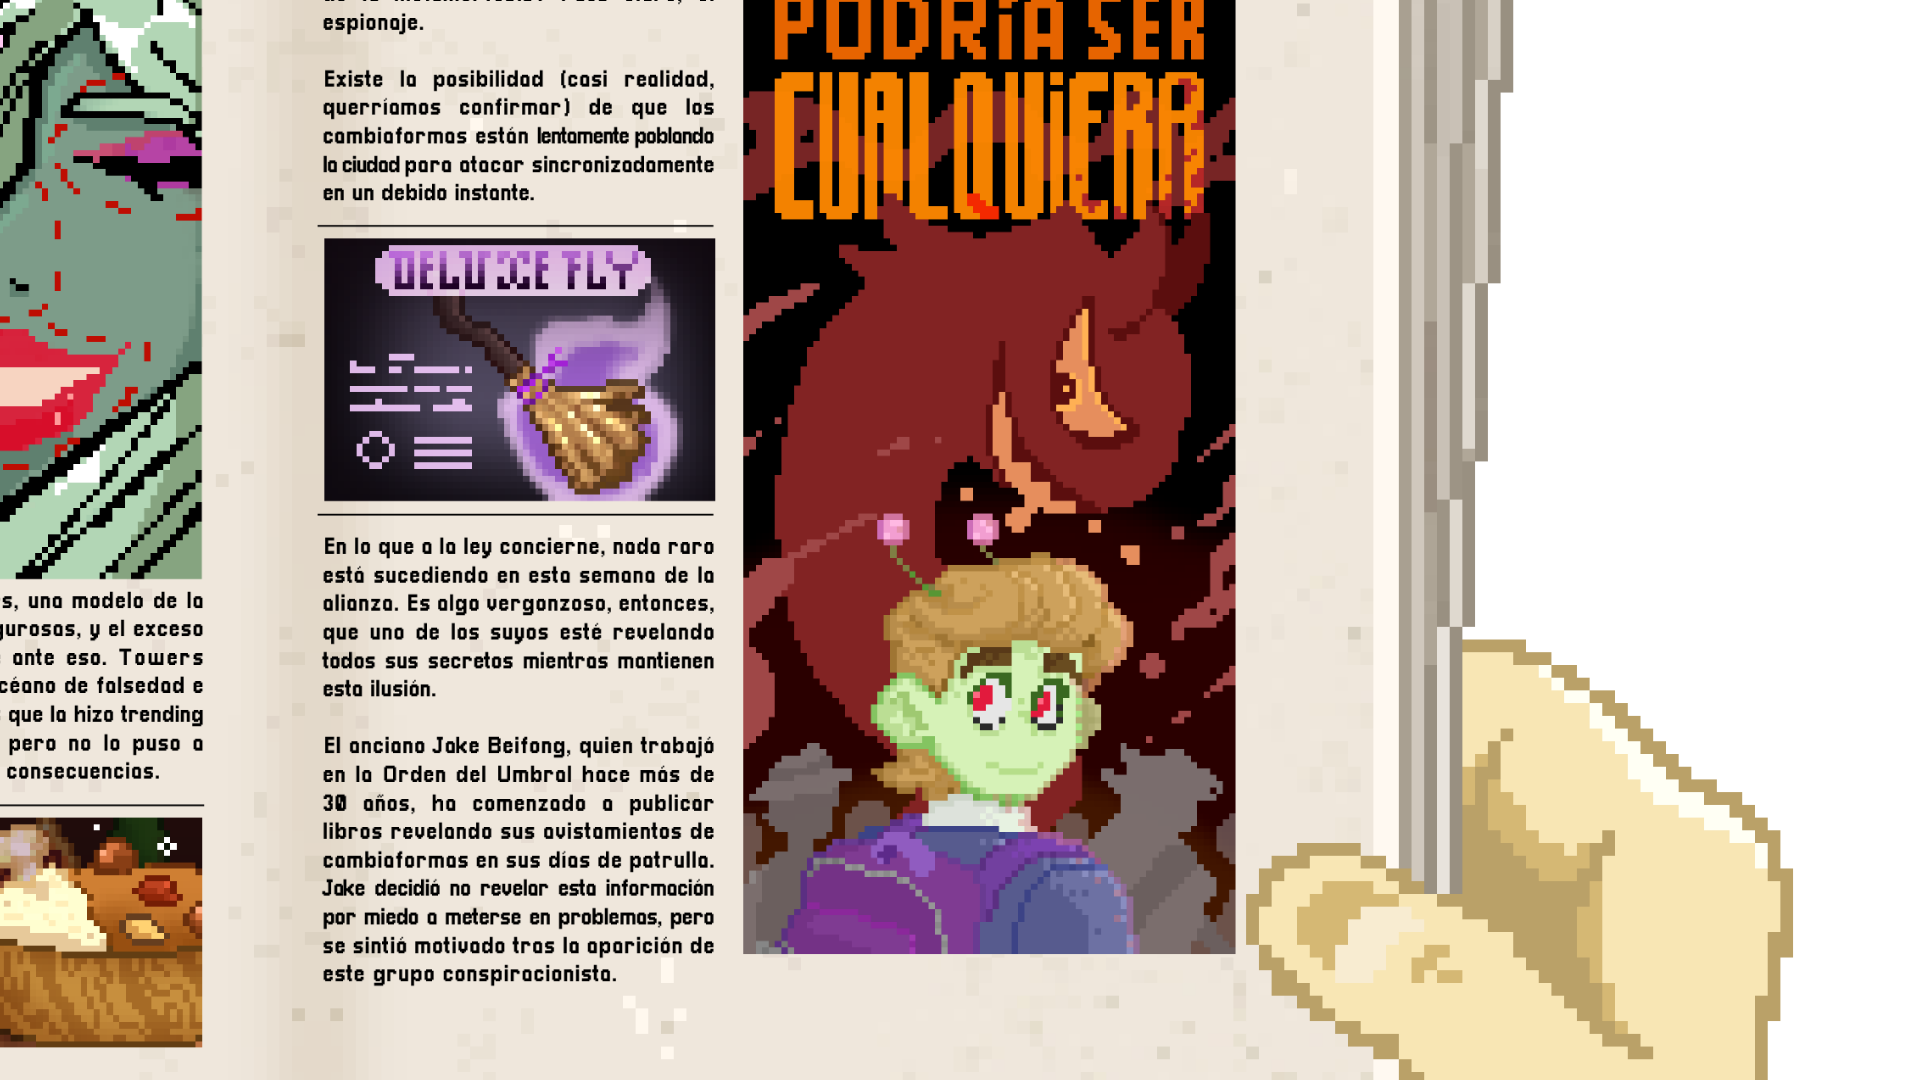 s, una modelo de la
gurosas, y el exceso
ante eso. Towers
céano de falsedad e
que la hizo trending
pero no lo puso a
consecuencias.
espionaje.
Existe la posibilidad (casi realidad,
querríamos confirmar) de que los
cambiaformas están lentamente poblando
la ciudad para atacar sincronizadamente
en un debido instante.
DELUXE FLY
En lo que a la ley concierne, nada raro
está sucediendo en esta semana de la
alianza. Es algo vergonzoso, entonces,
que uno de los suyos esté revelando
todos sus secretos mientras mantienen
esta ilusión.
El anciano Jake Beifong, quien trabajó
en la Orden del Umbral hace más de
30 años, ha comenzado a publicar
libros revelando sus avistamientos de
cambiaformas en sus días de patrulla.
Jake decidió no revelar esta información
por miedo a meterse en problemas, pero
se sintió motivado tras la aparición de
este grupo conspiracionista.
PODRíA SER
CUALQUiERA